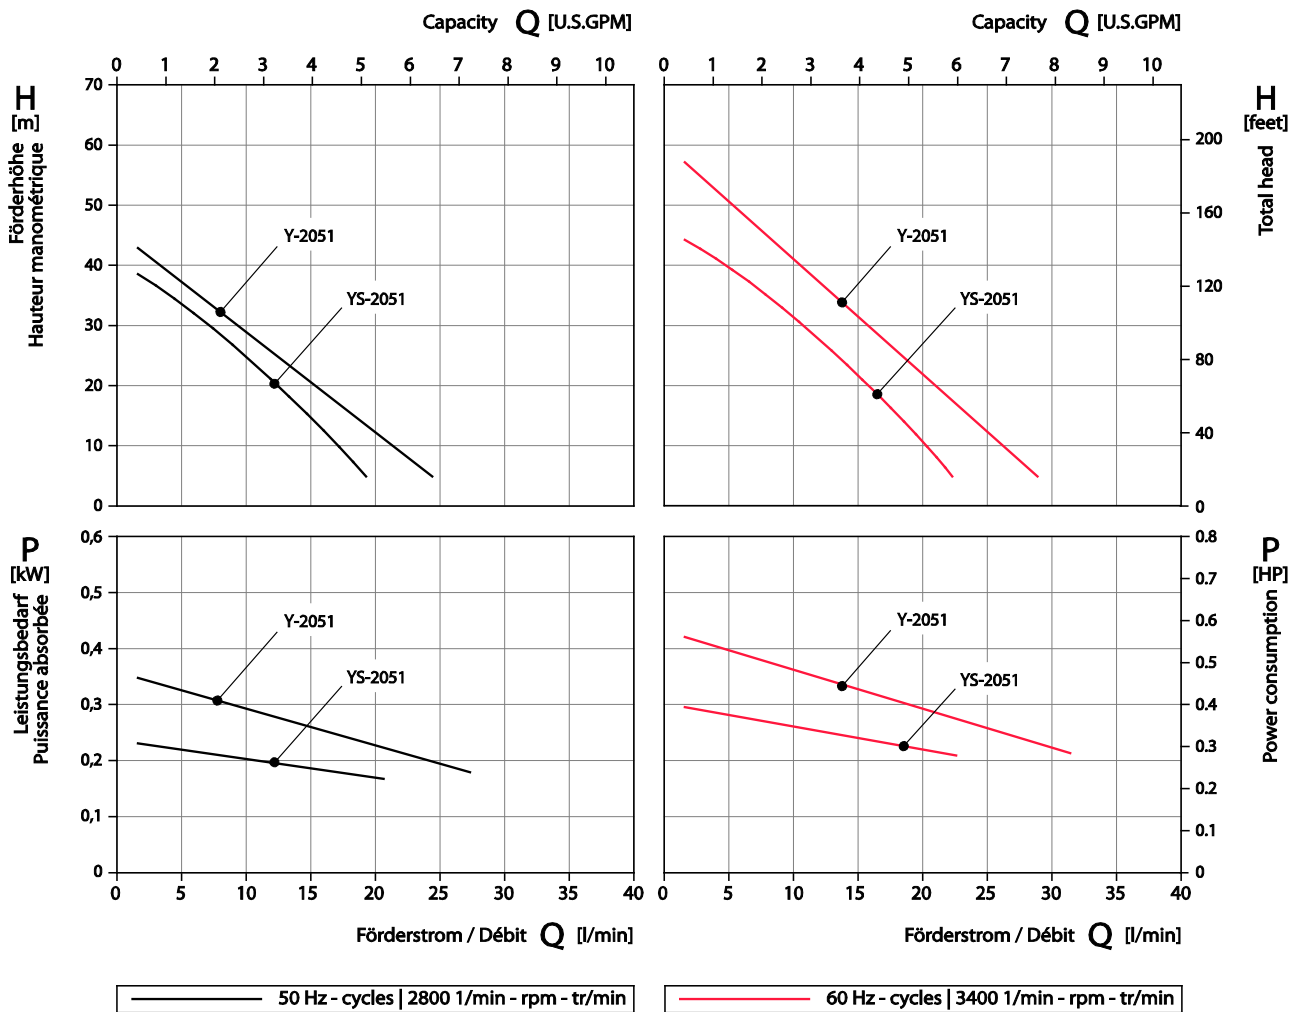 Capacity Q [U.S.GPM]
Capacity Q [U.S.GPM]
0 1 2 3 4 5 6 7 8 9 10
0 1 2 3 4 5 6 7 8 9 10
H
[m]
Förderhöhe
Hauteur manométrique
70
60
50
40
30
20
10
0
Y-2051
YS-2051
Y-2051
YS-2051
H
[feet]
Total head
200
160
120
80
40
0
P
[kW]
Leistungsbedarf
Puissance absorbée
0,6
0,5
0,4
0,3
0,2
0,1
0
Y-2051
YS-2051
Y-2051
YS-2051
P
[HP]
Power consumption
0.8
0.7
0.6
0.5
0.4
0.3
0.2
0.1
0
0 5 10 15 20 25 30 35 40
0 5 10 15 20 25 30 35 40
Förderstrom / Débit Q [l/min]
Förderstrom / Débit Q [l/min]
50 Hz - cycles | 2800 1/min - rpm - tr/min
60 Hz - cycles | 3400 1/min - rpm - tr/min